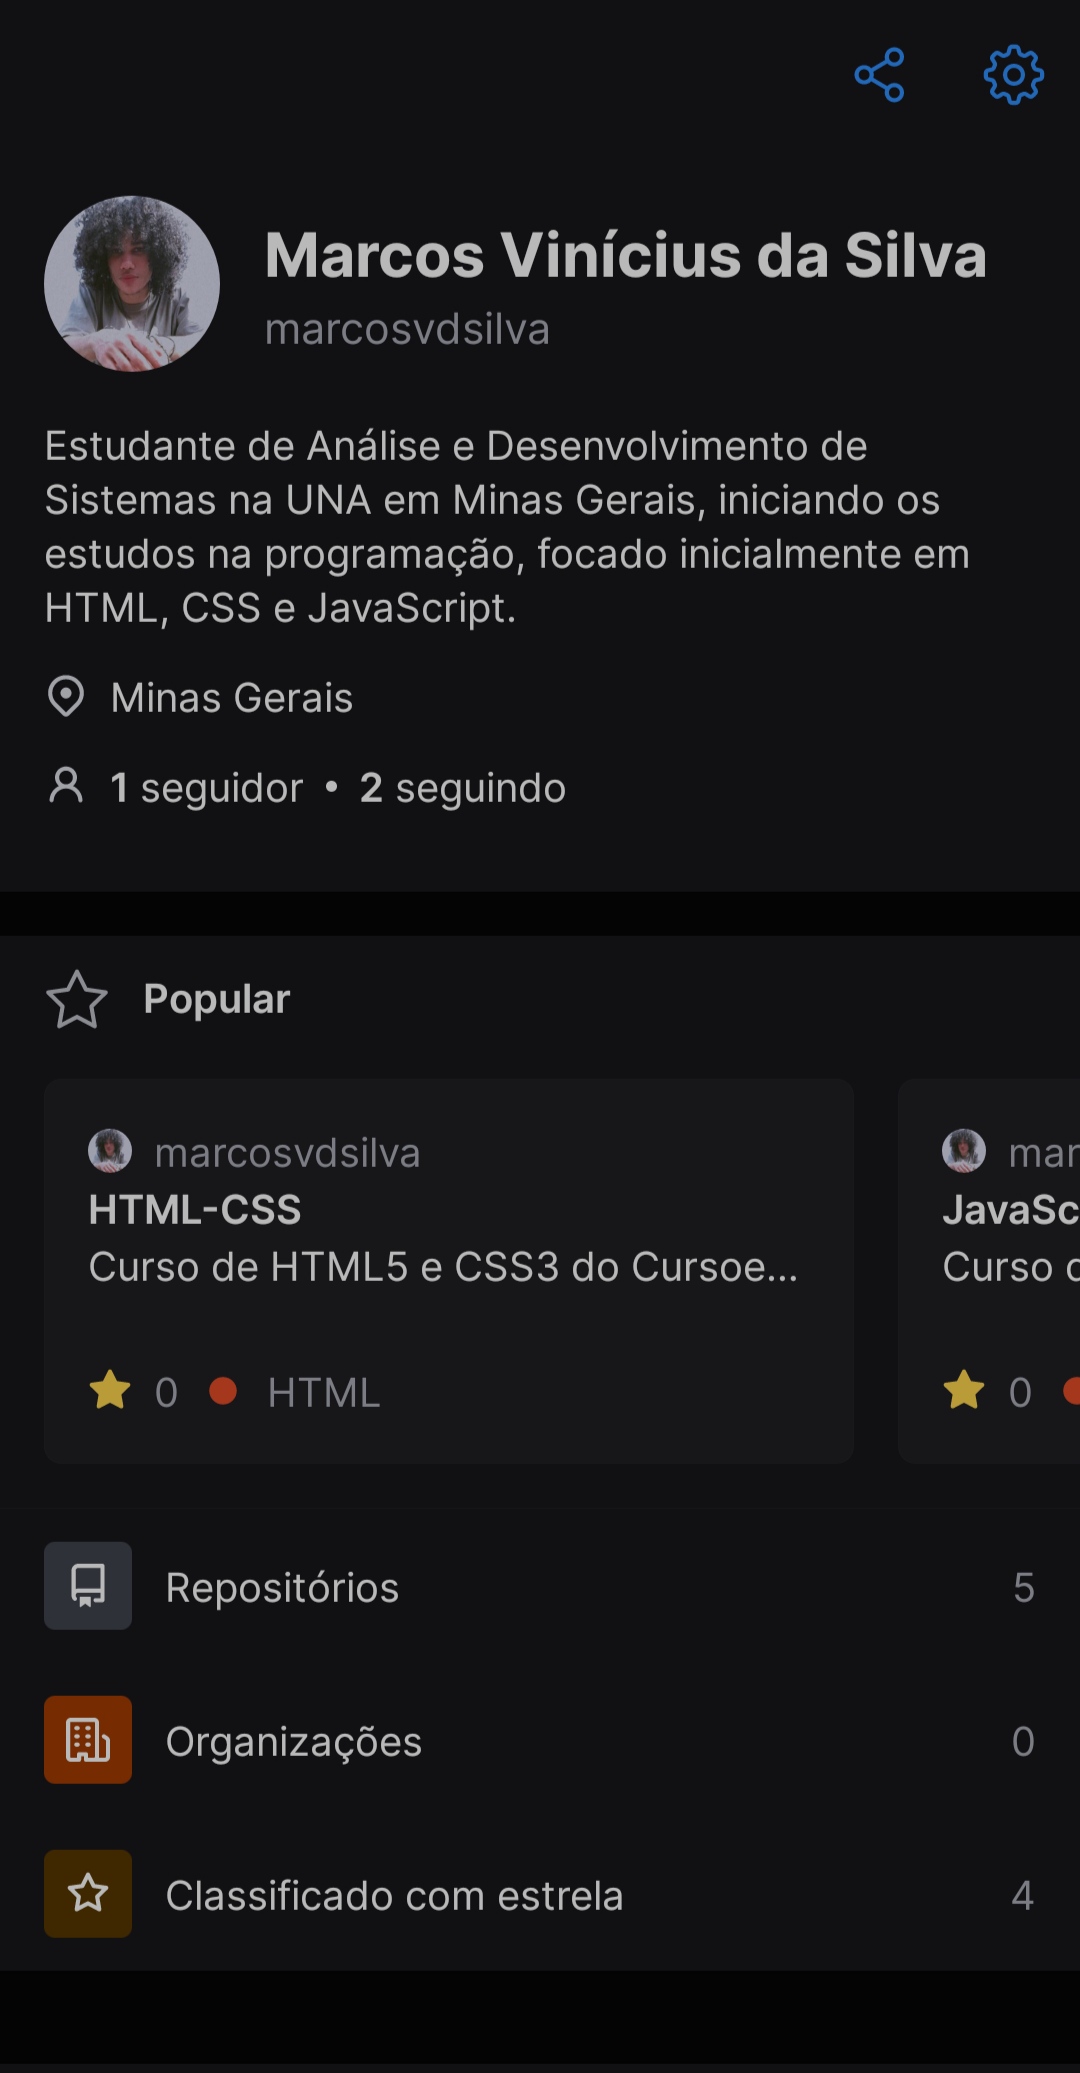 Marcos Vinícius da Silva
marcosvdsilva
Estudante de Análise e Desenvolvimento de
Sistemas na UNA em Minas Gerais, iniciando os
estudos na programação, focado inicialmente em
HTML, CSS e JavaScript.
Minas Gerais
1 seguidor • 2 seguindo
Popular
marcosvdsilva
HTML-CSS
Curso de HTML5 e CSS3 do Cursoe...
0 HTML
mar
JavaSc
Curso
0
Repositórios 5
Organizações 0
Classificado com estrela 4